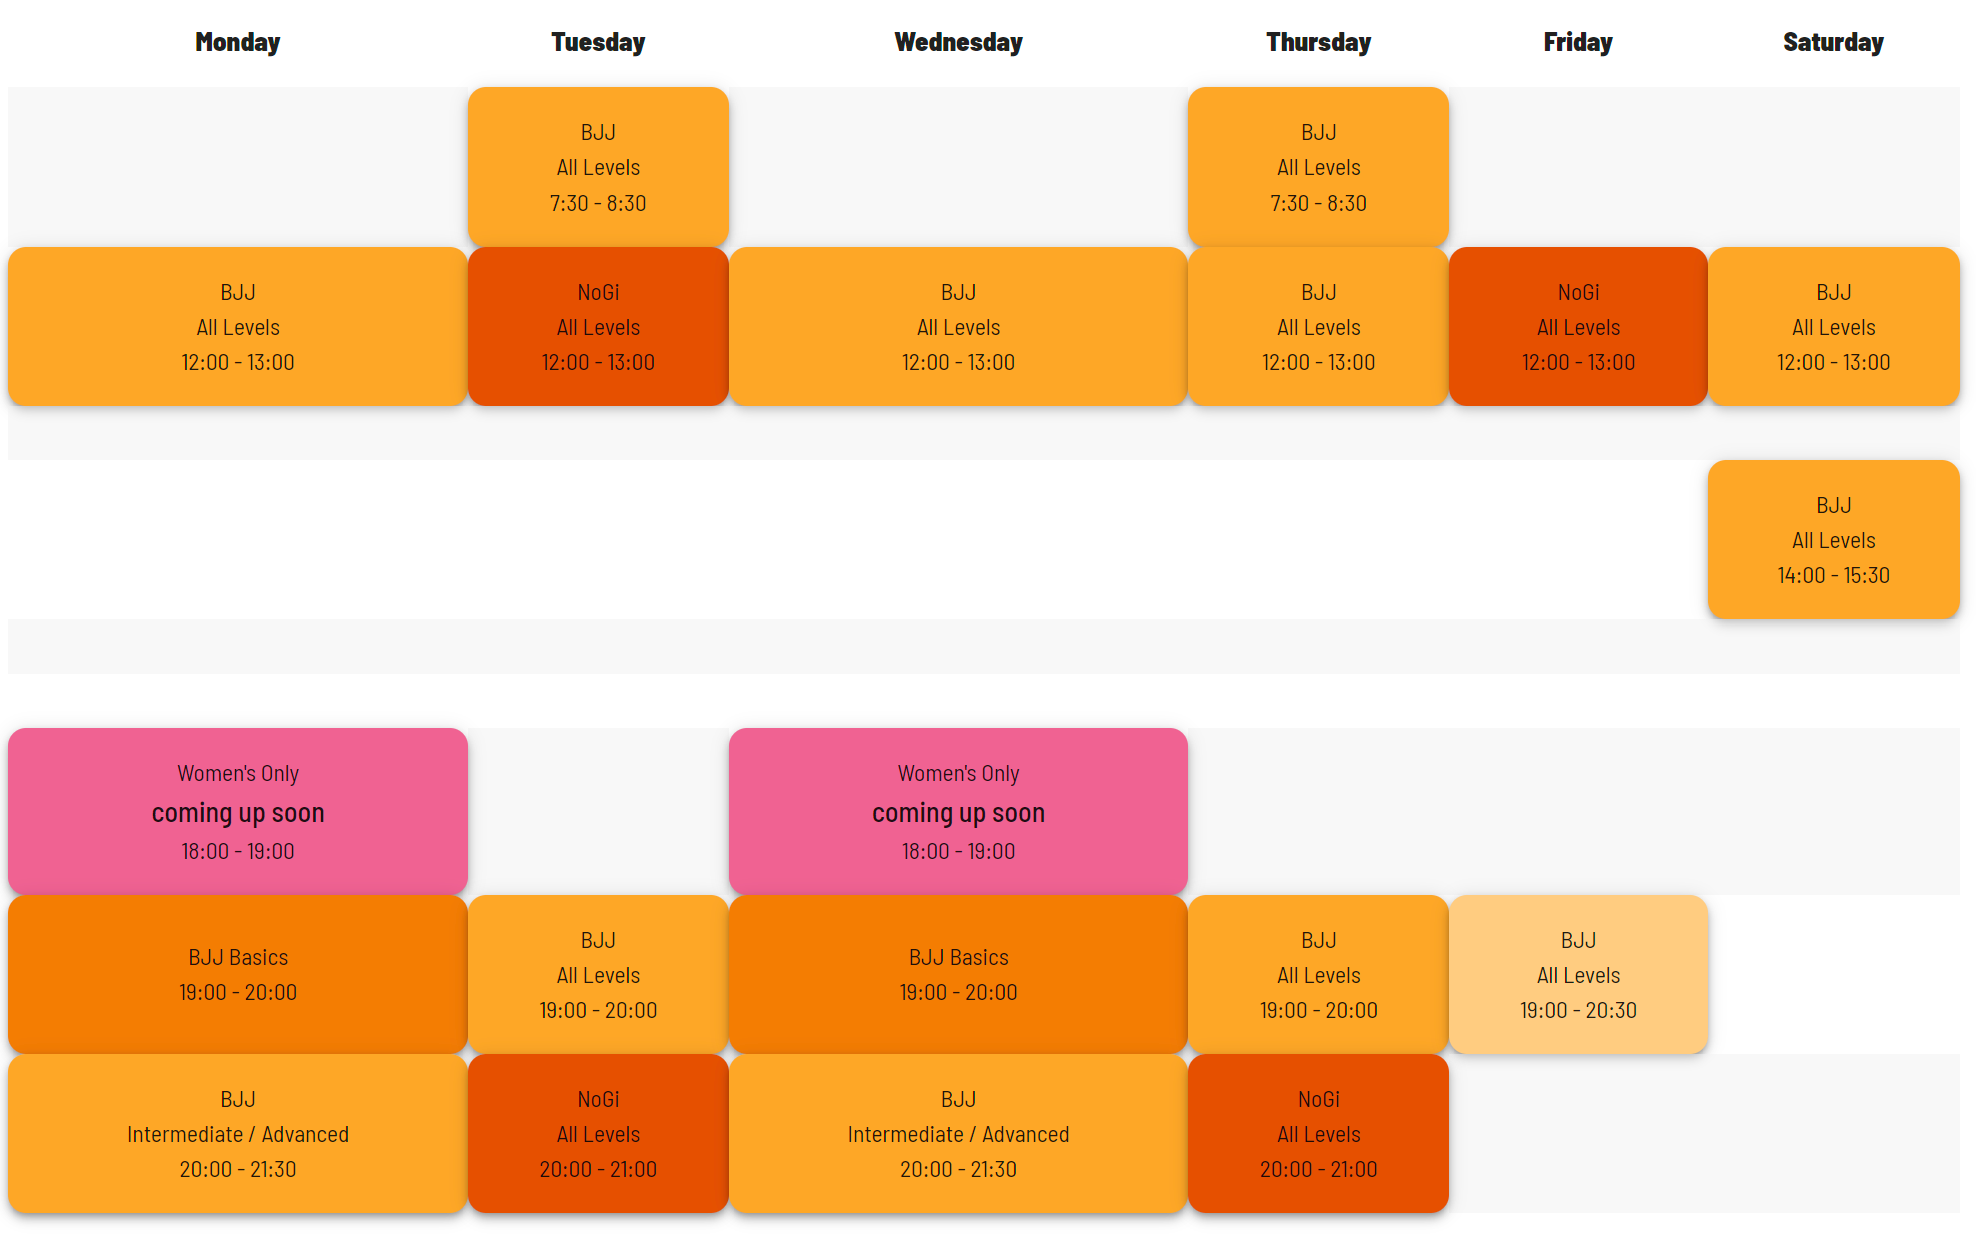 Monday
Tuesday
Wednesday
Thursday
Friday
Saturday
BJJ
All Levels
7:30 - 8:30
BJJ
All Levels
7:30 - 8:30
BJJ
All Levels
12:00 - 13:00
NoGi
All Levels
12:00 - 13:00
BJJ
All Levels
12:00 - 13:00
BJJ
All Levels
12:00 - 13:00
NoGi
All Levels
12:00 - 13:00
BJJ
All Levels
12:00 - 13:00
BJJ
All Levels
14:00 - 15:30
Women's Only
coming up soon
18:00 - 19:00
Women's Only
coming up soon
18:00 - 19:00
BJJ Basics
19:00 - 20:00
BJJ
All Levels
19:00 - 20:00
BJJ Basics
19:00 - 20:00
BJJ
All Levels
19:00 - 20:00
BJJ
All Levels
19:00 - 20:30
BJJ
Intermediate / Advanced
20:00 - 21:30
NoGi
All Levels
20:00 - 21:00
BJJ
Intermediate / Advanced
20:00 - 21:30
NoGi
All Levels
20:00 - 21:00